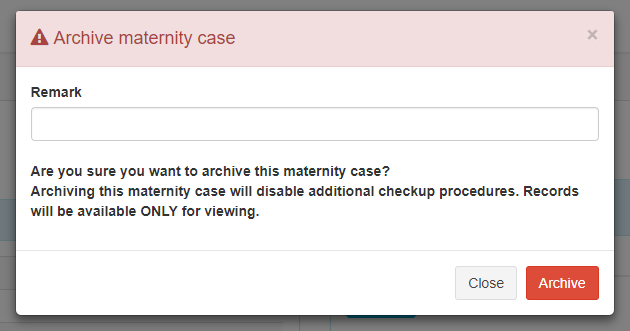 Archive maternity case ×
Remark
Are you sure you want to archive this maternity case?
Archiving this maternity case will disable additional checkup procedures. Records
will be available ONLY for viewing.
Close Archive